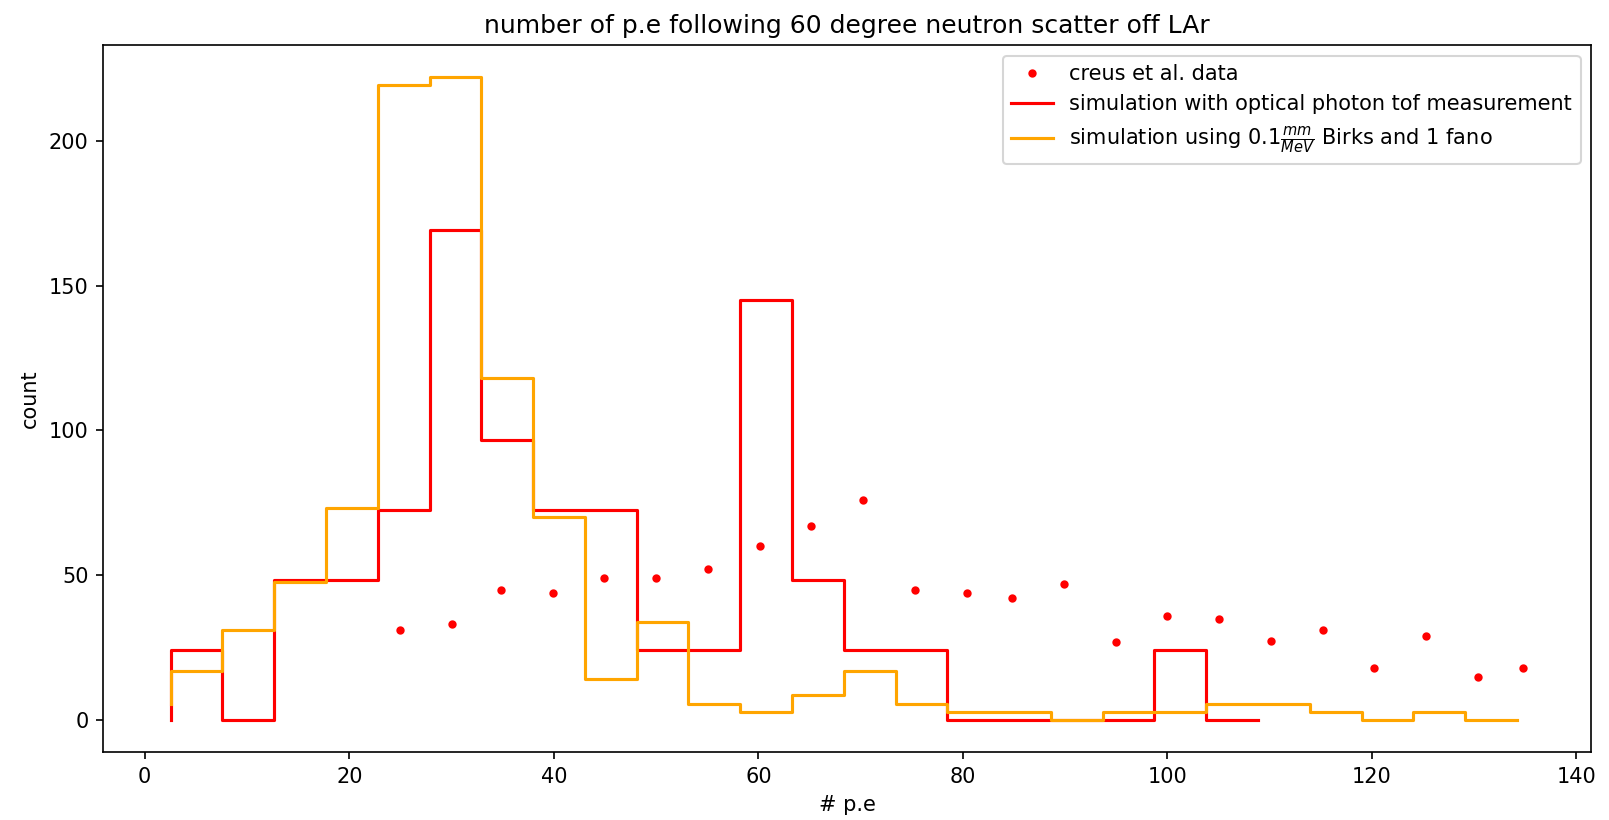 number of p.e following 60 degree neutron scatter off LAr
creus et al. data
simulation with optical photon tof measurement
simulation using 0.1 mm/MeV Birks and 1 fano
count
200
150
100
50
0
0 20 40 60 80 100 120 140
# p.e